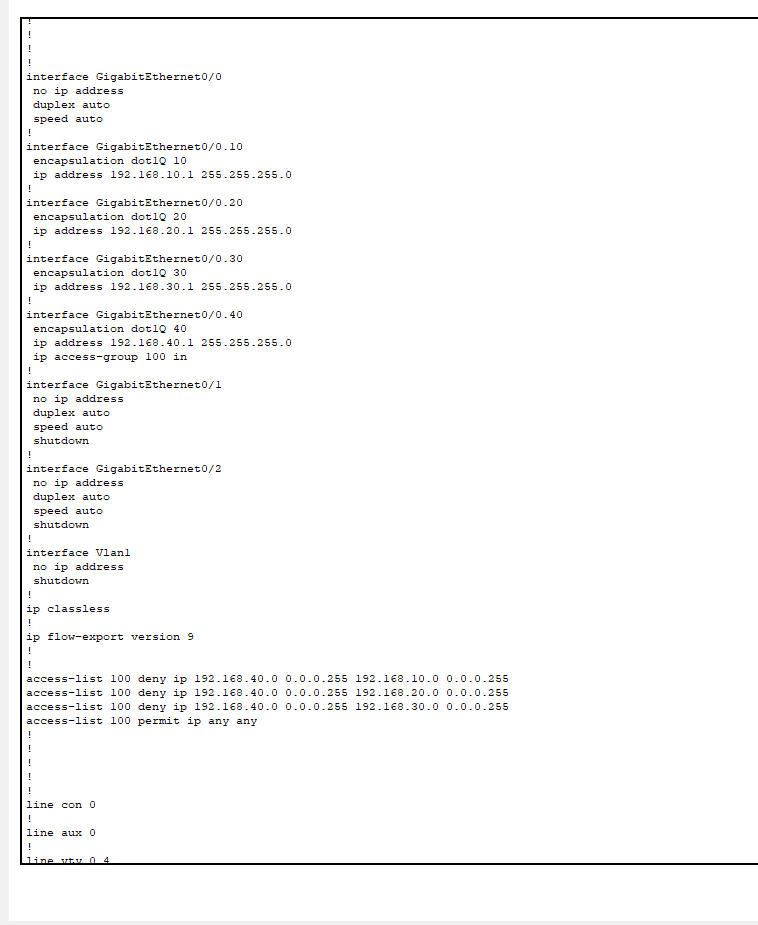 !
!
!
!
interface GigabitEthernet0/0
 no ip address
 duplex auto
 speed auto
!
interface GigabitEthernet0/0.10
 encapsulation dot1Q 10
 ip address 192.168.10.1 255.255.255.0
!
interface GigabitEthernet0/0.20
 encapsulation dot1Q 20
 ip address 192.168.20.1 255.255.255.0
!
interface GigabitEthernet0/0.30
 encapsulation dot1Q 30
 ip address 192.168.30.1 255.255.255.0
!
interface GigabitEthernet0/0.40
 encapsulation dot1Q 40
 ip address 192.168.40.1 255.255.255.0
 ip access-group 100 in
!
interface GigabitEthernet0/1
 no ip address
 duplex auto
 speed auto
 shutdown
!
interface GigabitEthernet0/2
 no ip address
 duplex auto
 speed auto
 shutdown
!
interface Vlan1
 no ip address
 shutdown
!
ip classless
!
ip flow-export version 9
!
!
access-list 100 deny ip 192.168.40.0 0.0.0.255 192.168.10.0 0.0.0.255
access-list 100 deny ip 192.168.40.0 0.0.0.255 192.168.20.0 0.0.0.255
access-list 100 deny ip 192.168.40.0 0.0.0.255 192.168.30.0 0.0.0.255
access-list 100 permit ip any any
!
!
!
!
!
line con 0
!
line aux 0
!
line vty 0 4